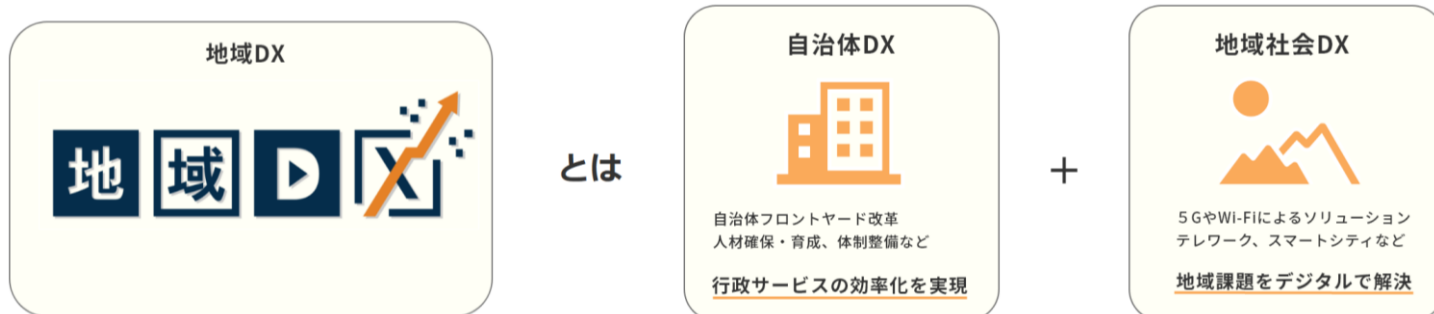 地域DX
地域DX
とは
自治体DX
自治体フロントヤード改革
人材確保・育成、体制整備など
行政サービスの効率化を実現
＋
地域社会DX
５GやWi-Fiによるソリューション
テレワーク、スマートシティなど
地域課題をデジタルで解決